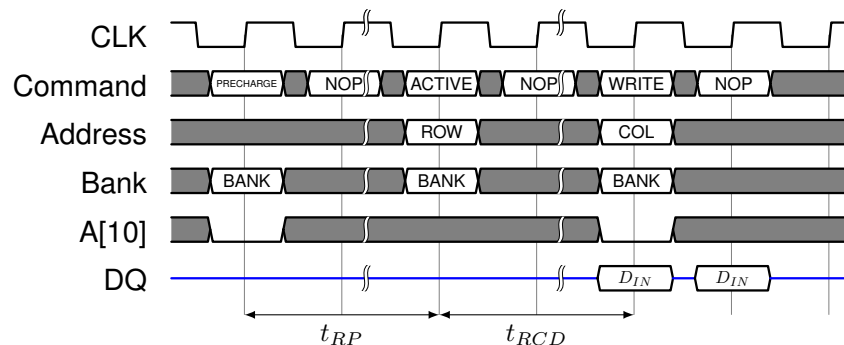 CLK
Command PRECHARGE NOP ACTIVE NOP WRITE NOP
Address ROW COL
Bank BANK BANK BANK
A[10]
DQ D_IN D_IN
t_RP t_RCD